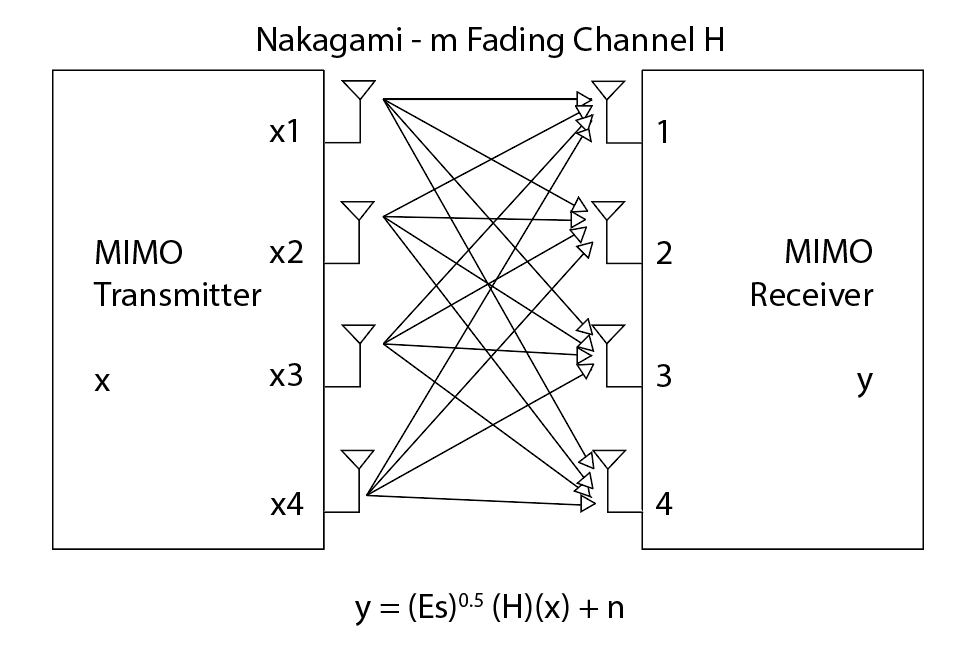 Nakagami - m Fading Channel H
x1
1
MIMO
Transmitter
x2
2
MIMO
Receiver
x
x3
3
y
x4
4
y = (Es)^0.5 (H)(x) + n